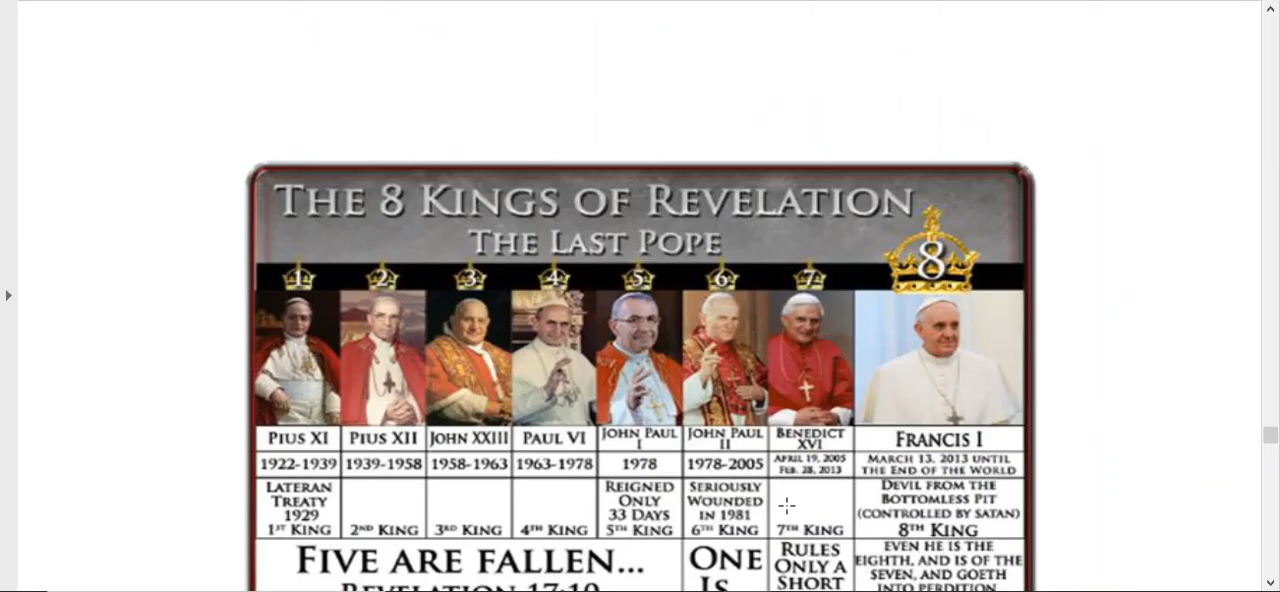 THE 8 KINGS OF REVELATION
THE LAST POPE
1 2 3 4 5 6 7 8
PIUS XI
PIUS XII
JOHN XXIII
PAUL VI
JOHN PAUL
I
JOHN PAUL
II
BENEDICT
XVI
FRANCIS I
1922-1939
1939-1958
1958-1963
1963-1978
1978
1978-2005
APRIL 19, 2005
FEB. 28, 2013
MARCH 13, 2013 UNTIL
THE END OF THE WORLD
LATERAN
TREATY
1929
1ST KING
2ND KING
3RD KING
4TH KING
REIGNED
ONLY
33 DAYS
5TH KING
SERIOUSLY
WOUNDED
IN 1981
6TH KING
7TH KING
DEVIL FROM THE
BOTTOMLESS PIT
(CONTROLLED BY SATAN)
8TH KING
FIVE ARE FALLEN...
REVELATION 17:10
ONE
IS
RULES
ONLY A
SHORT
EVEN HE IS THE
EIGHTH, AND IS OF THE
SEVEN, AND GOETH
INTO PERDITION